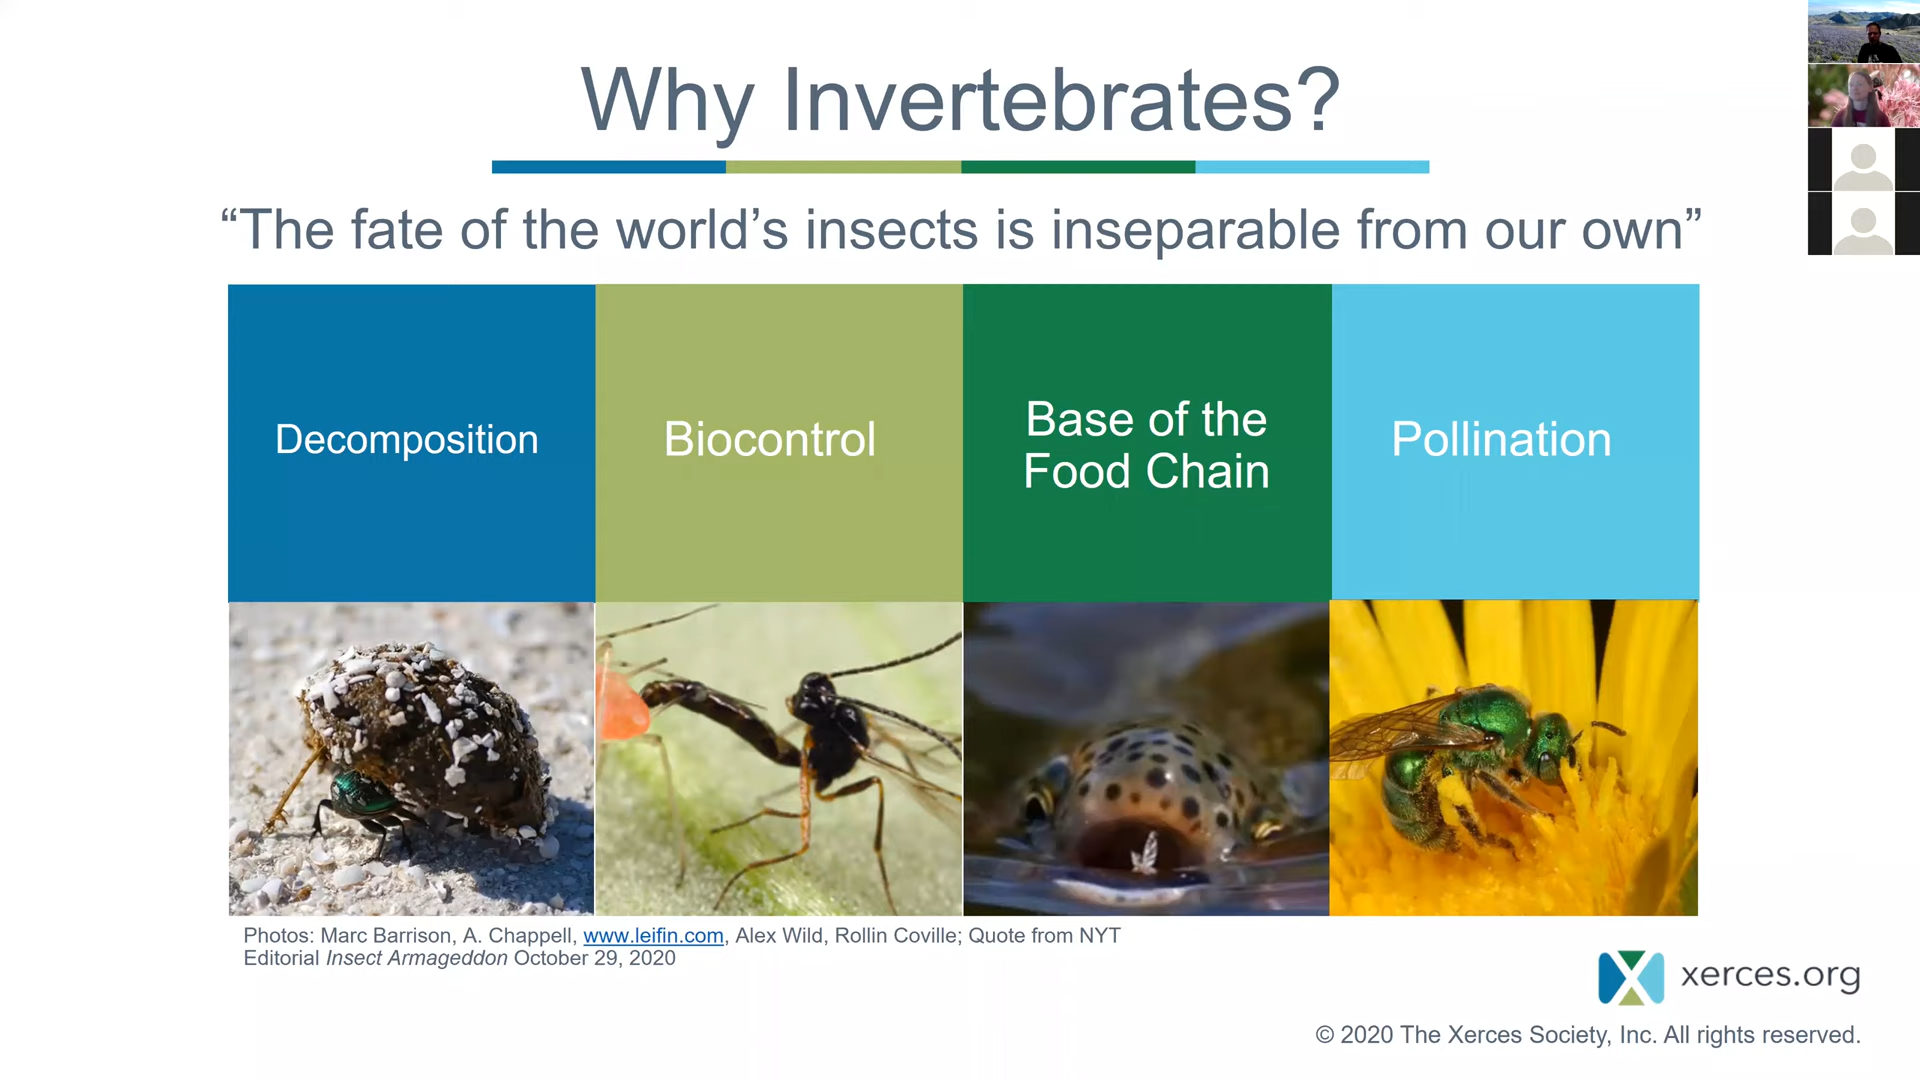 Why Invertebrates?
“The fate of the world’s insects is inseparable from our own”
Decomposition
Biocontrol
Base of the
Food Chain
Pollination
Photos: Marc Barrison, A. Chappell, www.leifin.com, Alex Wild, Rollin Coville; Quote from NYT
Editorial Insect Armageddon October 29, 2020
xerces.org
© 2020 The Xerces Society, Inc. All rights reserved.